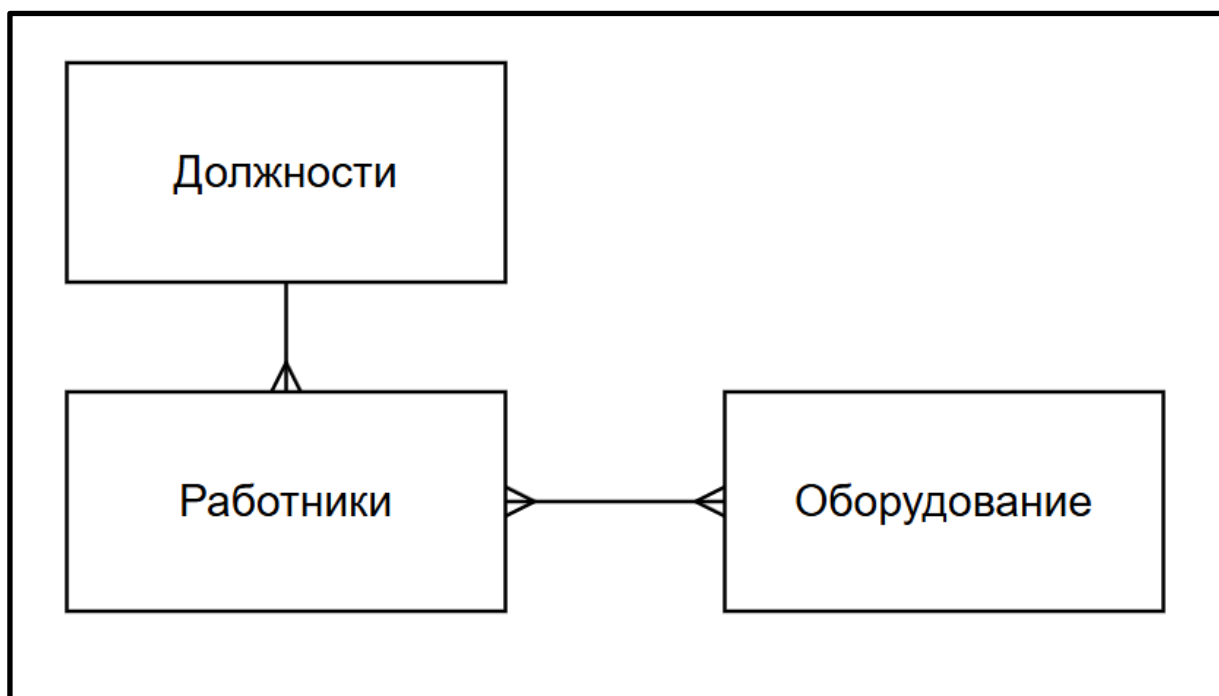 Должности
Работники
Оборудование